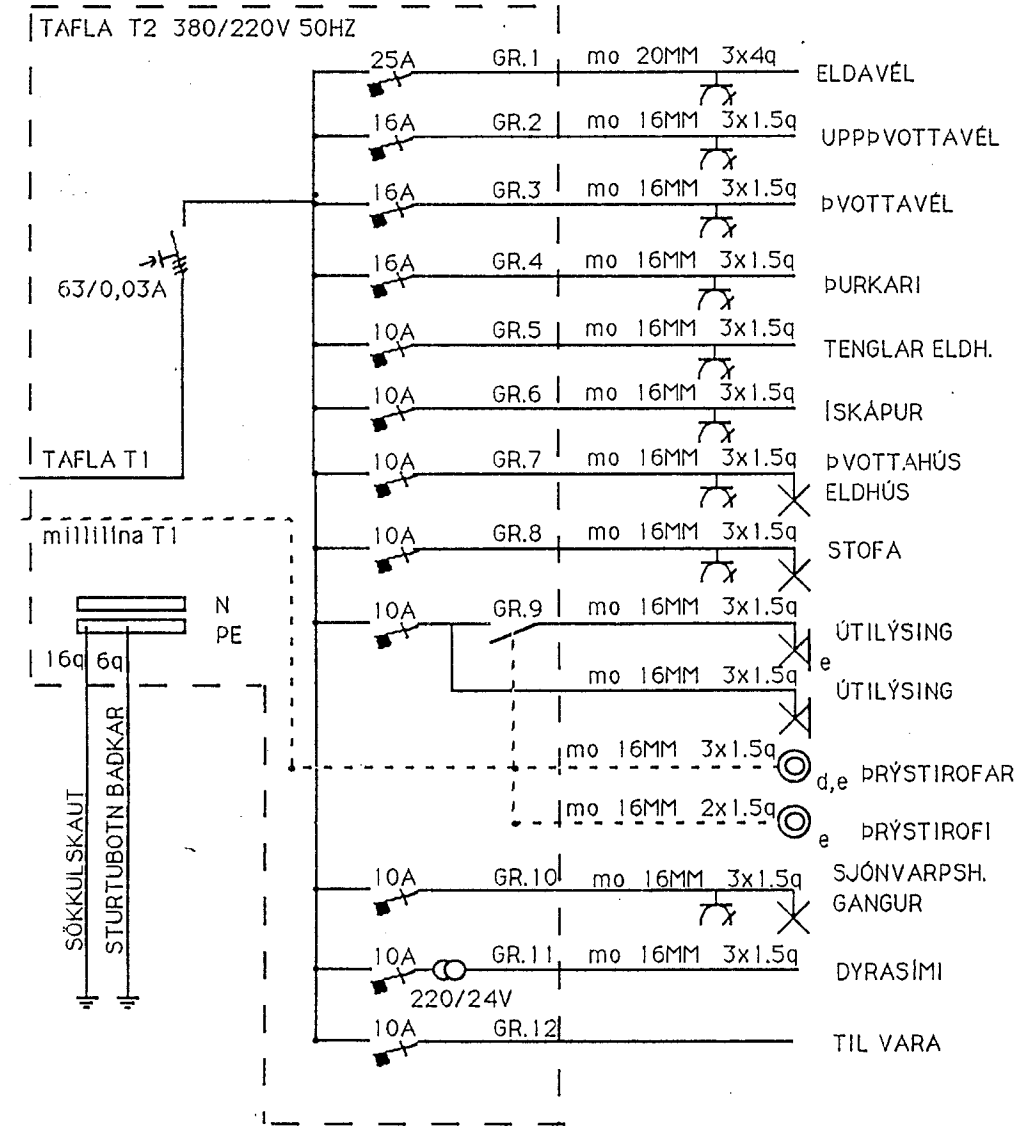 TAFLA T2 380/220V 50HZ
25A GR.1 mo 20MM 3x4q ELDAVÉL
16A GR.2 mo 16MM 3x1.5q UPPÞVOTTAVÉL
16A GR.3 mo 16MM 3x1.5q ÞVOTTAVÉL
63/0,03A
16A GR.4 mo 16MM 3x1.5q ÞURKARI
10A GR.5 mo 16MM 3x1.5q TENGLAR ELDH.
10A GR.6 mo 16MM 3x1.5q ÍSKÁPUR
TAFLA T1
10A GR.7 mo 16MM 3x1.5q ÞVOTTAHÚS
ELDHÚS
millilína T1
10A GR.8 mo 16MM 3x1.5q STOFA
N
PE
16q 6q
10A GR.9 mo 16MM 3x1.5q ÚTILÝSING
e
mo 16MM 3x1.5q ÚTILÝSING
mo 16MM 3x1.5q d,e ÞRÝSTIROFAR
mo 16MM 2x1.5q e ÞRÝSTIROFI
SÖKKULSKAUT
STURTUBOTN BADKAR
10A GR.10 mo 16MM 3x1.5q SJÓNVARPSH.
GANGUR
10A GR.11 mo 16MM 3x1.5q DYRASÍMI
220/24V
10A GR.12 TIL VARA